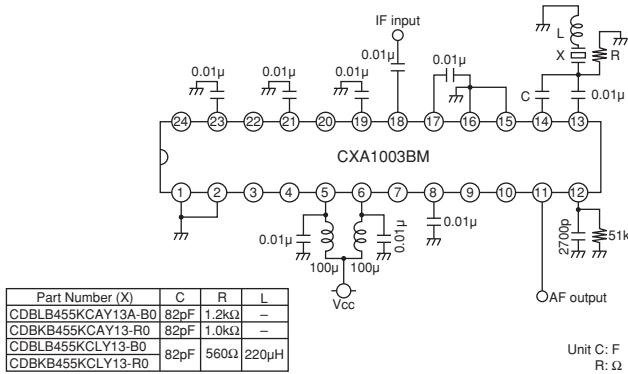 IF input
L
X
R
0.01μ
0.01μ
0.01μ
0.01μ
0.01μ
C
0.01μ
24 23 22 21 20 19 18 17 16 15 14 13
CXA1003BM
1 2 3 4 5 6 7 8 9 10 11 12
0.01μ
0.01μ
0.01μ
2700p
51k
100μ 100μ
Vcc
AF output
Part Number (X) C R L
CDBLB455KCAY13A-B0 82pF 1.2kΩ –
CDBKB455KCAY13-R0 82pF 1.0kΩ –
CDBLB455KCLY13-B0 82pF 560Ω 220μH
CDBKB455KCLY13-R0
Unit C: F
R: Ω